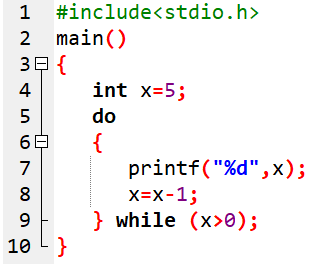 1 #include<stdio.h>
2 main()
3 {
4 int x=5;
5 do
6 {
7 printf("%d",x);
8 x=x-1;
9 } while (x>0);
10 }